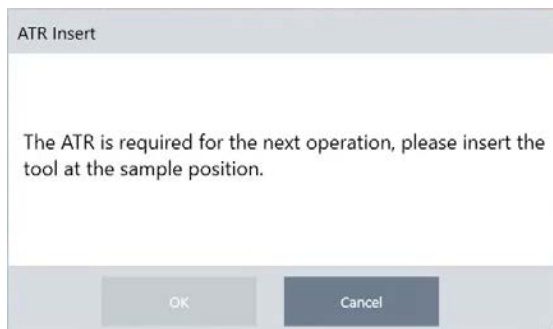 ATR Insert
The ATR is required for the next operation, please insert the
tool at the sample position.
OK
Cancel